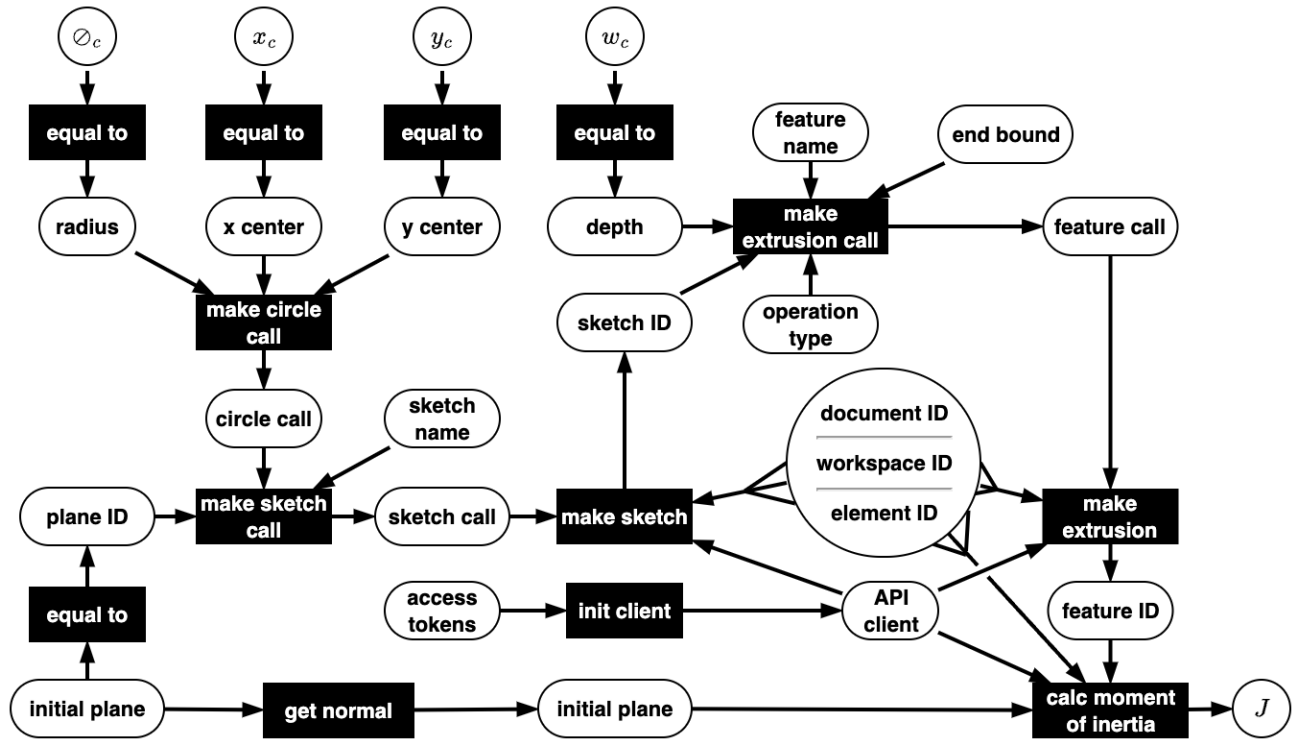 ∅c
xc
yc
wc
equal to
equal to
equal to
equal to
feature
name
end bound
radius
x center
y center
depth
make
extrusion call
feature call
make circle
call
sketch ID
operation
type
circle call
sketch
name
document ID
workspace ID
element ID
plane ID
make sketch
call
sketch call
make sketch
make
extrusion
equal to
access
tokens
init client
API
client
feature ID
initial plane
get normal
initial plane
calc moment
of inertia
J